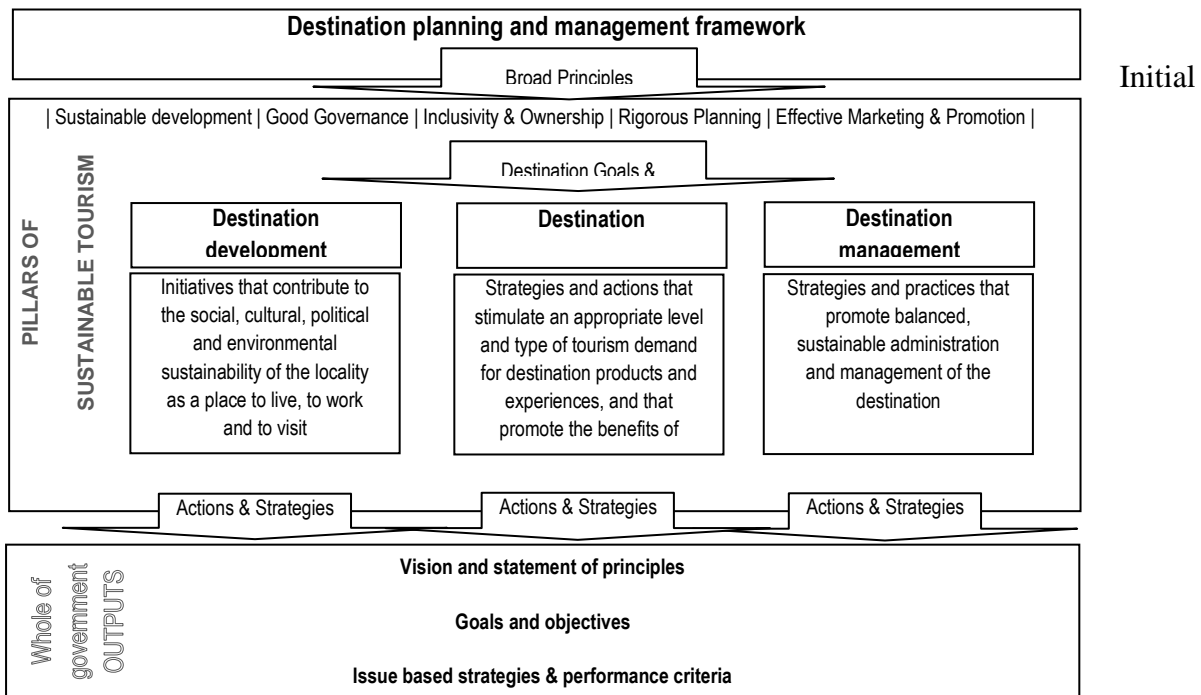 Destination planning and management framework
Broad Principles
Initial
| Sustainable development | Good Governance | Inclusivity & Ownership | Rigorous Planning | Effective Marketing & Promotion |
PILLARS OF
SUSTAINABLE TOURISM
Destination Goals &
Destination
development
Initiatives that contribute to
the social, cultural, political
and environmental
sustainability of the locality
as a place to live, to work
and to visit
Destination
Strategies and actions that
stimulate an appropriate level
and type of tourism demand
for destination products and
experiences, and that
promote the benefits of
Destination
management
Strategies and practices that
promote balanced,
sustainable administration
and management of the
destination
Actions & Strategies
Actions & Strategies
Actions & Strategies
Whole of
government
OUTPUTS
Vision and statement of principles
Goals and objectives
Issue based strategies & performance criteria